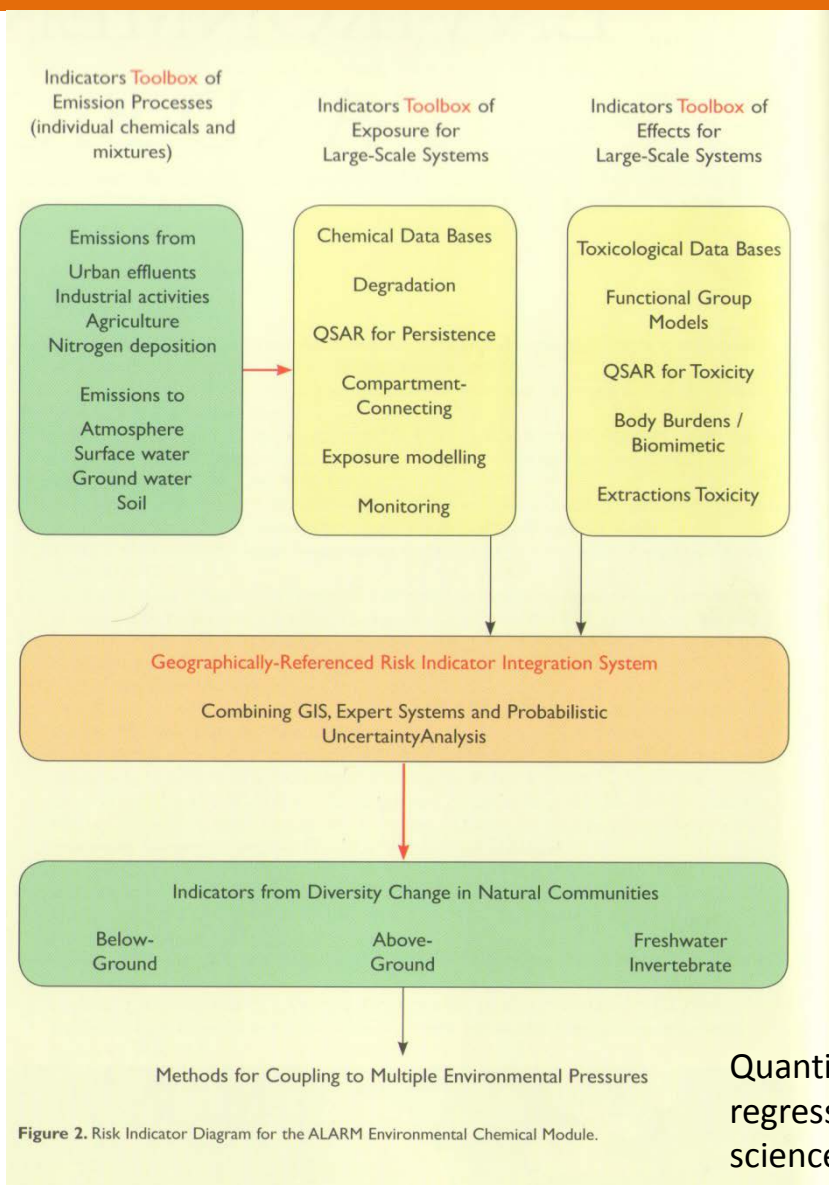 Indicators Toolbox of
Emission Processes
(individual chemicals and
mixtures)
Indicators Toolbox of
Exposure for
Large-Scale Systems
Indicators Toolbox of
Effects for
Large-Scale Systems
Emissions from
Urban effluents
Industrial activities
Agriculture
Nitrogen deposition
Emissions to
Atmosphere
Surface water
Ground water
Soil
Chemical Data Bases
Degradation
QSAR for Persistence
Compartment-
Connecting
Exposure modelling
Monitoring
Toxicological Data Bases
Functional Group
Models
QSAR for Toxicity
Body Burdens /
Biomimetic
Extractions Toxicity
Geographically-Referenced Risk Indicator Integration System
Combining GIS, Expert Systems and Probabilistic
UncertaintyAnalysis
Indicators from Diversity Change in Natural Communities
Below-
Ground
Above-
Ground
Freshwater
Invertebrate
Methods for Coupling to Multiple Environmental Pressures
Figure 2. Risk Indicator Diagram for the ALARM Environmental Chemical Module.
Quanti
regress
science